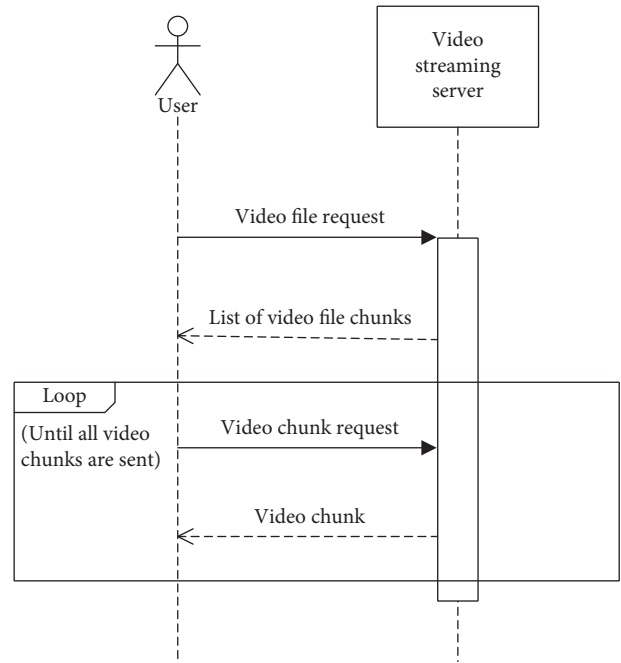 Video
streaming
server
User
Video file request
List of video file chunks
Loop
(Until all video
chunks are sent)
Video chunk request
Video chunk